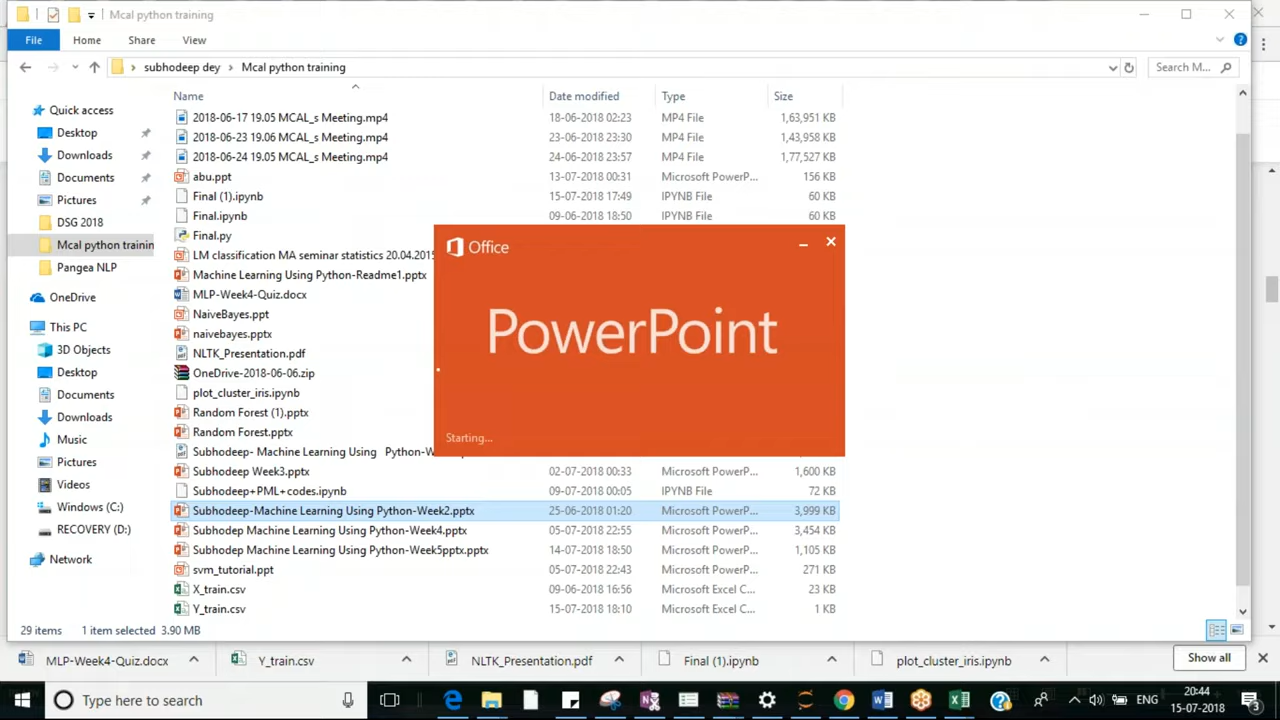 Mcal python training
File Home Share View
subhodeep dey Mcal python training Search M...
Name Date modified Type Size
Quick access
Desktop
Downloads
Documents
Pictures
DSG 2018
Mcal python trainin
Pangea NLP
OneDrive
This PC
3D Objects
Desktop
Documents
Downloads
Music
Pictures
Videos
Windows (C:)
RECOVERY (D:)
Network
2018-06-17 19.05 MCAL_s Meeting.mp4 18-06-2018 02:23 MP4 File 1,63,951 KB
2018-06-23 19.06 MCAL_s Meeting.mp4 23-06-2018 23:30 MP4 File 1,43,958 KB
2018-06-24 19.05 MCAL_s Meeting.mp4 24-06-2018 23:57 MP4 File 1,77,527 KB
abu.ppt 13-07-2018 00:31 Microsoft PowerP... 156 KB
Final (1).ipynb 15-07-2018 17:49 IPYNB File 60 KB
Final.ipynb 09-06-2018 18:50 IPYNB File 60 KB
Final.py
LM classification MA seminar statistics 20.04.2015
Machine Learning Using Python-Readme1.pptx
MLP-Week4-Quiz.docx
NaiveBayes.ppt
naivebayes.pptx
NLTK_Presentation.pdf
OneDrive-2018-06-06.zip
plot_cluster_iris.ipynb
Random Forest (1).pptx
Random Forest.pptx
Subhodeep- Machine Learning Using Python-W
Subhodeep Week3.pptx 02-07-2018 00:33 Microsoft PowerP... 1,600 KB
Subhodeep+PML+codes.ipynb 09-07-2018 00:05 IPYNB File 72 KB
Subhodeep-Machine Learning Using Python-Week2.pptx 25-06-2018 01:20 Microsoft PowerP... 3,999 KB
Subhodep Machine Learning Using Python-Week4.pptx 05-07-2018 22:55 Microsoft PowerP... 3,454 KB
Subhodep Machine Learning Using Python-Week5pptx.pptx 14-07-2018 18:50 Microsoft PowerP... 1,105 KB
svm_tutorial.ppt 05-07-2018 22:43 Microsoft PowerP... 271 KB
X_train.csv 09-06-2018 16:56 Microsoft Excel C... 23 KB
Y_train.csv 15-07-2018 18:10 Microsoft Excel C... 1 KB
Office
PowerPoint
Starting...
29 items 1 item selected 3.90 MB
MLP-Week4-Quiz.docx Y_train.csv NLTK_Presentation.pdf Final (1).ipynb plot_cluster_iris.ipynb Show all
Type here to search ENG 20:44
15-07-2018 3